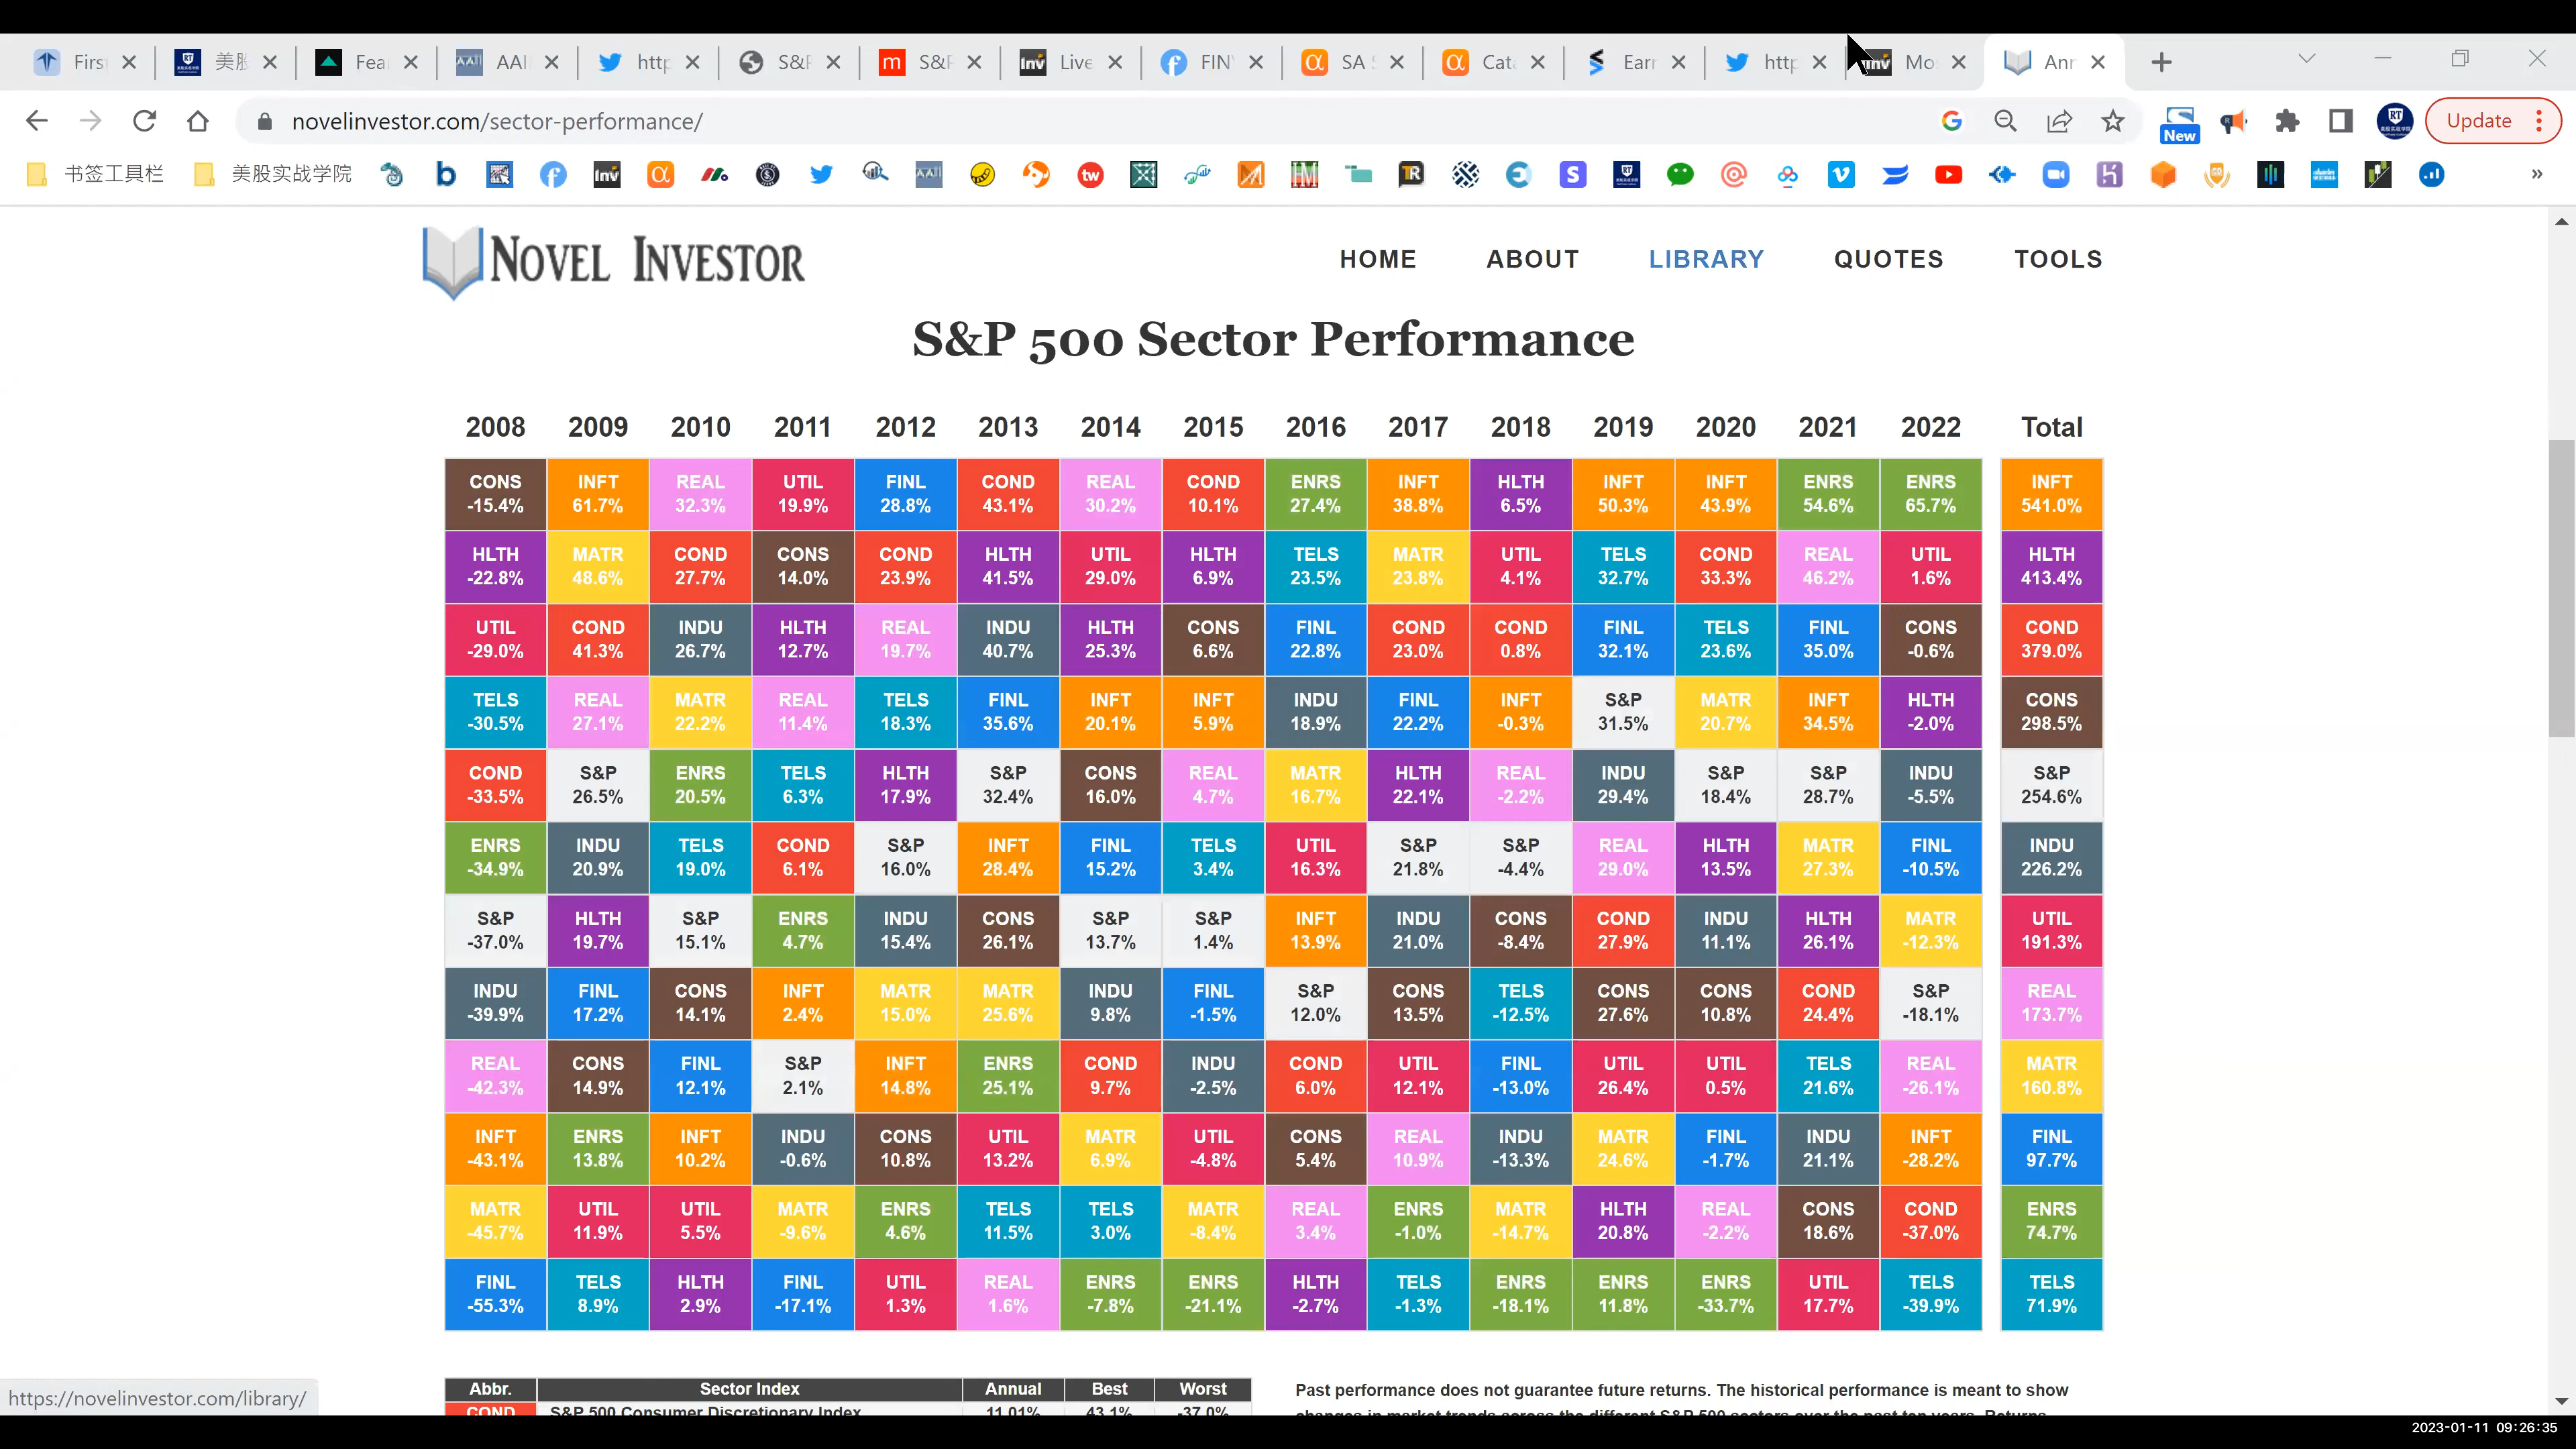 Firs
美股
Fear
AAI
http
S&P
S&P
Live
FIN
SA S
Cata
Earr
http
Mo
Anr
novelinvestor.com/sector-performance/
New
Update
书签工具栏
美股实战学院
NOVEL INVESTOR
HOME ABOUT LIBRARY QUOTES TOOLS
S&P 500 Sector Performance
2008 2009 2010 2011 2012 2013 2014 2015 2016 2017 2018 2019 2020 2021 2022 Total
CONS INFT REAL UTIL FINL COND REAL COND ENRS INFT HLTH INFT INFT ENRS ENRS INFT
-15.4% 61.7% 32.3% 19.9% 28.8% 43.1% 30.2% 10.1% 27.4% 38.8% 6.5% 50.3% 43.9% 54.6% 65.7% 541.0%
HLTH MATR COND CONS COND HLTH UTIL HLTH TELS MATR UTIL TELS COND REAL UTIL HLTH
-22.8% 48.6% 27.7% 14.0% 23.9% 41.5% 29.0% 6.9% 23.5% 23.8% 4.1% 32.7% 33.3% 46.2% 1.6% 413.4%
UTIL COND INDU HLTH REAL INDU HLTH CONS FINL COND COND FINL TELS FINL CONS COND
-29.0% 41.3% 26.7% 12.7% 19.7% 40.7% 25.3% 6.6% 22.8% 23.0% 0.8% 32.1% 23.6% 35.0% -0.6% 379.0%
TELS REAL MATR REAL TELS FINL INFT INFT INDU FINL INFT S&P MATR INFT HLTH CONS
-30.5% 27.1% 22.2% 11.4% 18.3% 35.6% 20.1% 5.9% 18.9% 22.2% -0.3% 31.5% 20.7% 34.5% -2.0% 298.5%
COND S&P ENRS TELS HLTH S&P CONS REAL MATR HLTH REAL INDU S&P S&P INDU S&P
-33.5% 26.5% 20.5% 6.3% 17.9% 32.4% 16.0% 4.7% 16.7% 22.1% -2.2% 29.4% 18.4% 28.7% -5.5% 254.6%
ENRS INDU TELS COND S&P INFT FINL TELS UTIL S&P S&P REAL HLTH MATR FINL INDU
-34.9% 20.9% 19.0% 6.1% 16.0% 28.4% 15.2% 3.4% 16.3% 21.8% -4.4% 29.0% 13.5% 27.3% -10.5% 226.2%
S&P HLTH S&P ENRS INDU CONS S&P S&P INFT INDU CONS COND INDU HLTH MATR UTIL
-37.0% 19.7% 15.1% 4.7% 15.4% 26.1% 13.7% 1.4% 13.9% 21.0% -8.4% 27.9% 11.1% 26.1% -12.3% 191.3%
INDU FINL CONS INFT MATR MATR INDU FINL S&P CONS TELS CONS CONS COND S&P REAL
-39.9% 17.2% 14.1% 2.4% 15.0% 25.6% 9.8% -1.5% 12.0% 13.5% -12.5% 27.6% 10.8% 24.4% -18.1% 173.7%
REAL CONS FINL S&P INFT ENRS COND INDU COND UTIL FINL UTIL UTIL TELS REAL MATR
-42.3% 14.9% 12.1% 2.1% 14.8% 25.1% 9.7% -2.5% 6.0% 12.1% -13.0% 26.4% 0.5% 21.6% -26.1% 160.8%
INFT ENRS INFT INDU CONS UTIL MATR UTIL CONS REAL INDU MATR FINL INDU INFT FINL
-43.1% 13.8% 10.2% -0.6% 10.8% 13.2% 6.9% -4.8% 5.4% 10.9% -13.3% 24.6% -1.7% 21.1% -28.2% 97.7%
MATR UTIL UTIL MATR ENRS TELS TELS MATR REAL ENRS MATR HLTH REAL CONS COND ENRS
-45.7% 11.9% 5.5% -9.6% 4.6% 11.5% 3.0% -8.4% 3.4% -1.0% -14.7% 20.8% -2.2% 18.6% -37.0% 74.7%
FINL TELS HLTH FINL UTIL REAL ENRS ENRS HLTH TELS ENRS ENRS ENRS UTIL TELS TELS
-55.3% 8.9% 2.9% -17.1% 1.3% 1.6% -7.8% -21.1% -2.7% -1.3% -18.1% 11.8% -33.7% 17.7% -39.9% 71.9%
Abbr. Sector Index Annual Best Worst
COND S&P 500 Consumer Discretionary Index 11.01% 43.1% -37.0%
Past performance does not guarantee future returns. The historical performance is meant to show
changes in market trends across the different S&P 500 sectors over the past ten years. Returns
https://novelinvestor.com/library/
2023-01-11 09:26:35